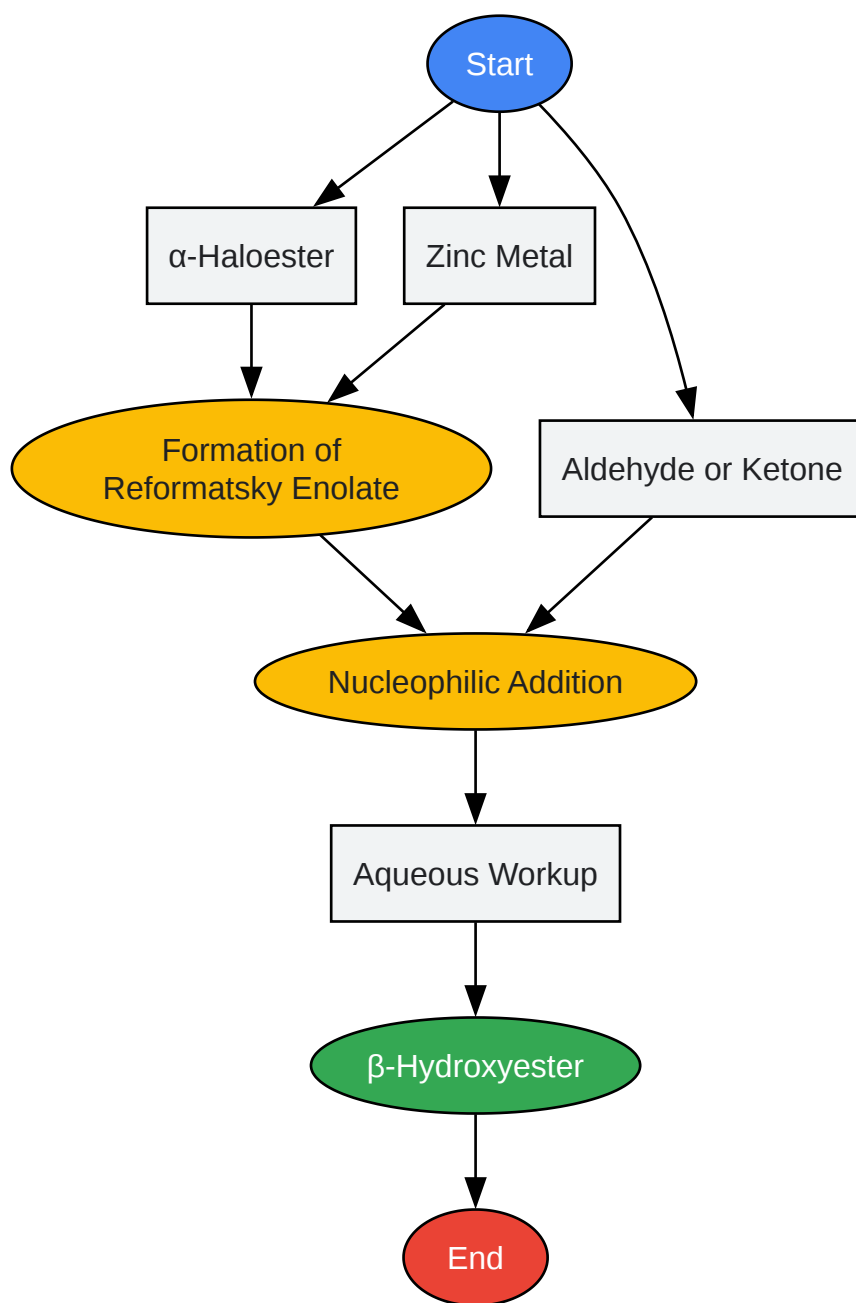 Start
α-Haloester
Zinc Metal
Formation of
Reformatsky Enolate
Aldehyde or Ketone
Nucleophilic Addition
Aqueous Workup
β-Hydroxyester
End